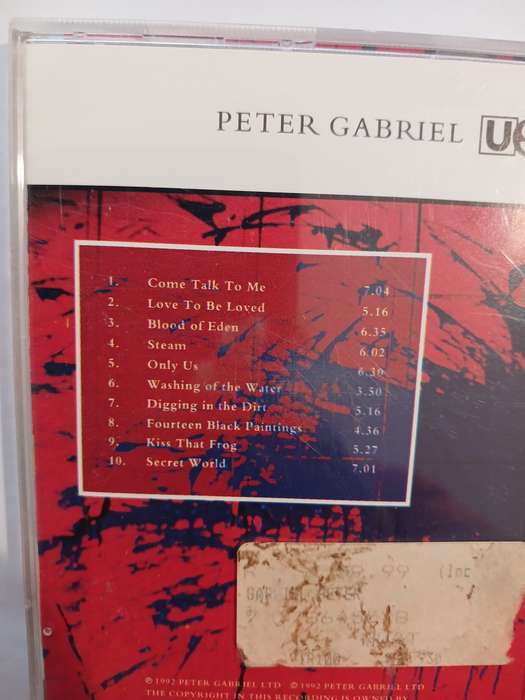 PETER GABRIEL U
1. Come Talk To Me 7.04
2. Love To Be Loved 5.16
3. Blood of Eden 6.35
4. Steam 6.02
5. Only Us 6.30
6. Washing of the Water 3.50
7. Digging in the Dirt 5.16
8. Fourteen Black Paintings 4.36
9. Kiss That Frog 5.27
10. Secret World 7.01
99 (Inc
℗ 1992 PETER GABRIEL LTD © 1992 PETER GABRIEL LTD
THE COPYRIGHT IN THIS RECORDING IS OWNED BY